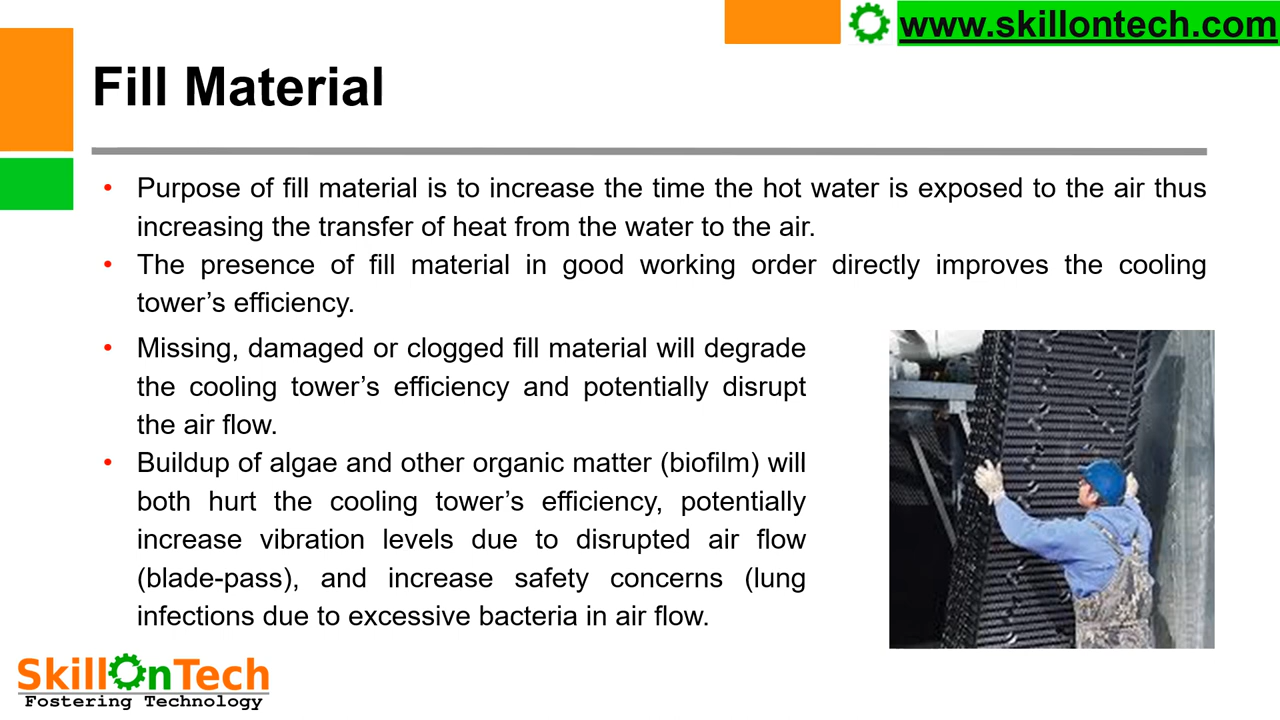 www.skillontech.com
Fill Material
• Purpose of fill material is to increase the time the hot water is exposed to the air thus
increasing the transfer of heat from the water to the air.
• The presence of fill material in good working order directly improves the cooling
tower’s efficiency.
• Missing, damaged or clogged fill material will degrade
the cooling tower’s efficiency and potentially disrupt
the air flow.
• Buildup of algae and other organic matter (biofilm) will
both hurt the cooling tower’s efficiency, potentially
increase vibration levels due to disrupted air flow
(blade-pass), and increase safety concerns (lung
infections due to excessive bacteria in air flow.
SkillOnTech
Fostering Technology